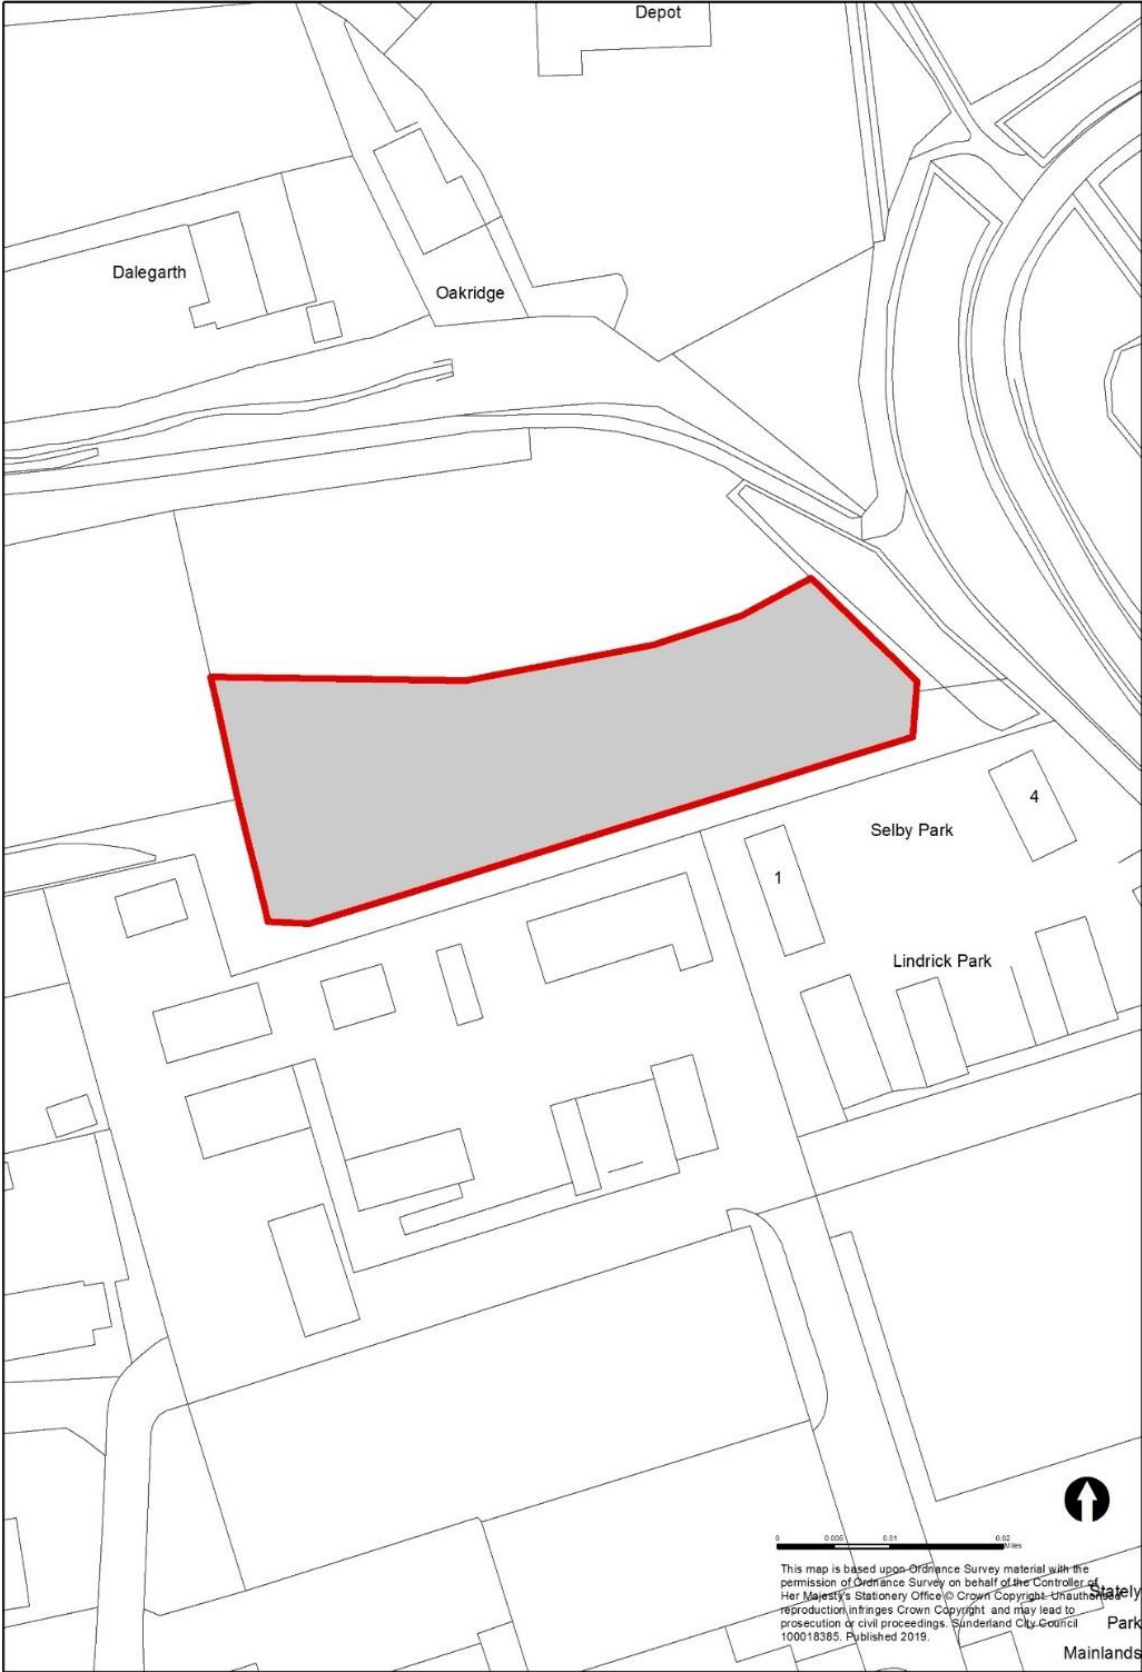 Depot
Dalegarth
Oakridge
4
Selby Park
1
Lindrick Park
0 0.005 0.01 0.02
Miles
This map is based upon Ordnance Survey material with the
permission of Ordnance Survey on behalf of the Controller of
Her Majesty's Stationery Office © Crown Copyright. Unauthorised
reproduction infringes Crown Copyright and may lead to
prosecution or civil proceedings. Sunderland City Council
100018385. Published 2019.
Stately
Park
Mainlands